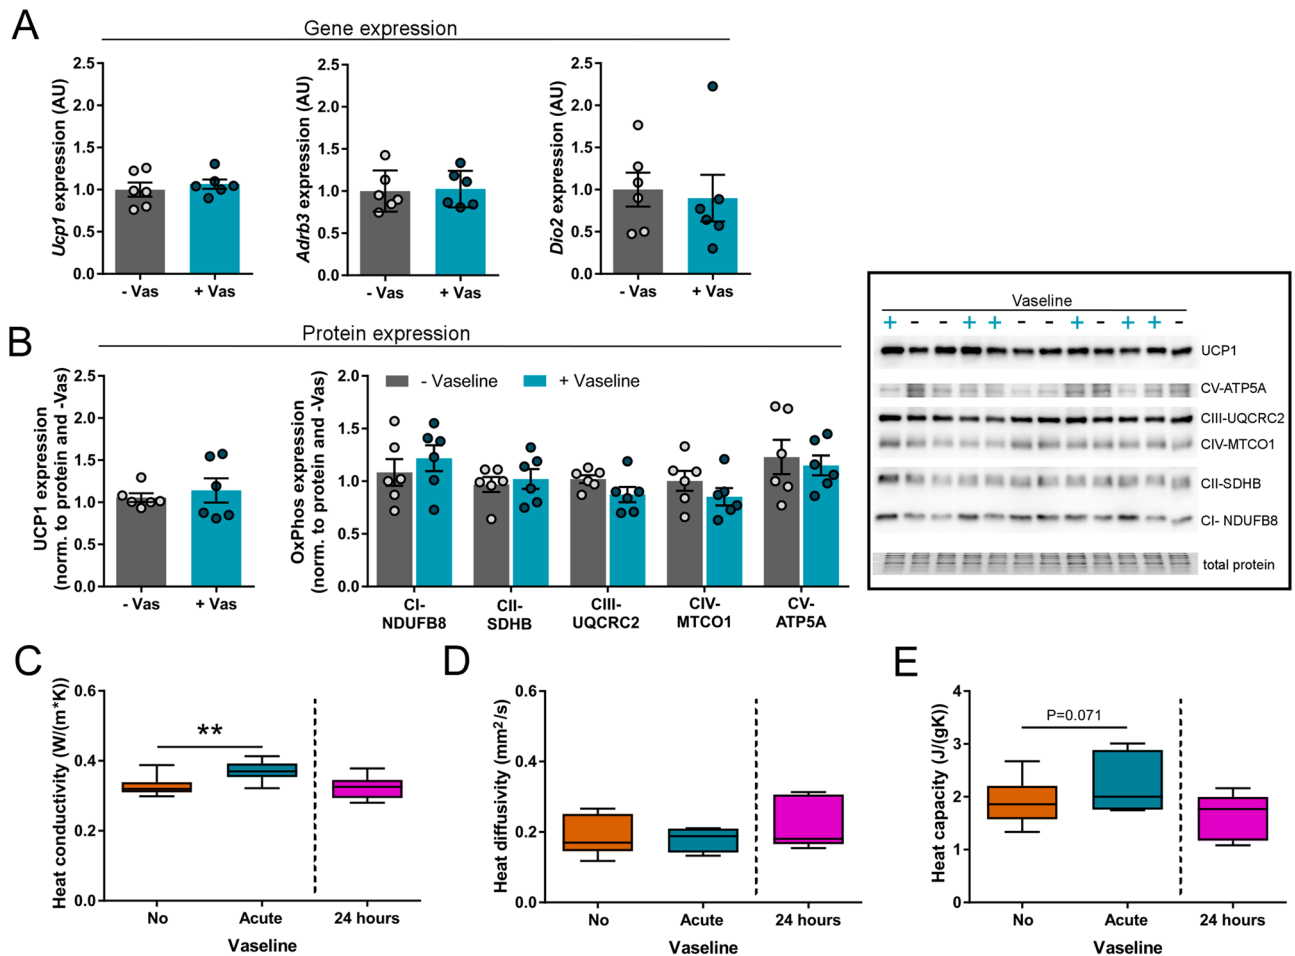 A
Gene expression
Ucp1 expression (AU)
2.5
2.0
1.5
1.0
0.5
0.0
- Vas
+ Vas
Adrb3 expression (AU)
2.5
2.0
1.5
1.0
0.5
0.0
- Vas
+ Vas
Dio2 expression (AU)
2.5
2.0
1.5
1.0
0.5
0.0
- Vas
+ Vas
B
Protein expression
UCP1 expression
(norm. to protein and -Vas)
2.5
2.0
1.5
1.0
0.5
0.0
- Vas
+ Vas
OxPhos expression
(norm. to protein and -Vas)
2.0
1.5
1.0
0.5
0.0
- Vaseline
+ Vaseline
CI-
NDUFB8
CII-
SDHB
CIII-
UQCRC2
CIV-
MTCO1
CV-
ATP5A
Vaseline
+ - - + + - - + - + + -
UCP1
CV-ATP5A
CIII-UQCRC2
CIV-MTCO1
CII-SDHB
CI- NDUFB8
total protein
C
Heat conductivity (W/(m*K))
0.6
0.4
0.2
0.0
**
No
Acute
24 hours
Vaseline
D
Heat diffusivity (mm²/s)
0.6
0.4
0.2
0.0
No
Acute
24 hours
Vaseline
E
Heat capacity (J/(gK))
4
3
2
1
0
P=0.071
No
Acute
24 hours
Vaseline